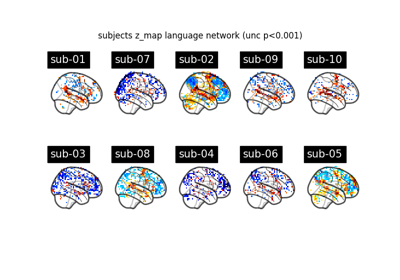 subjects z_map language network (unc p<0.001)
sub-01 sub-07 sub-02 sub-09 sub-10
sub-03 sub-08 sub-04 sub-06 sub-05